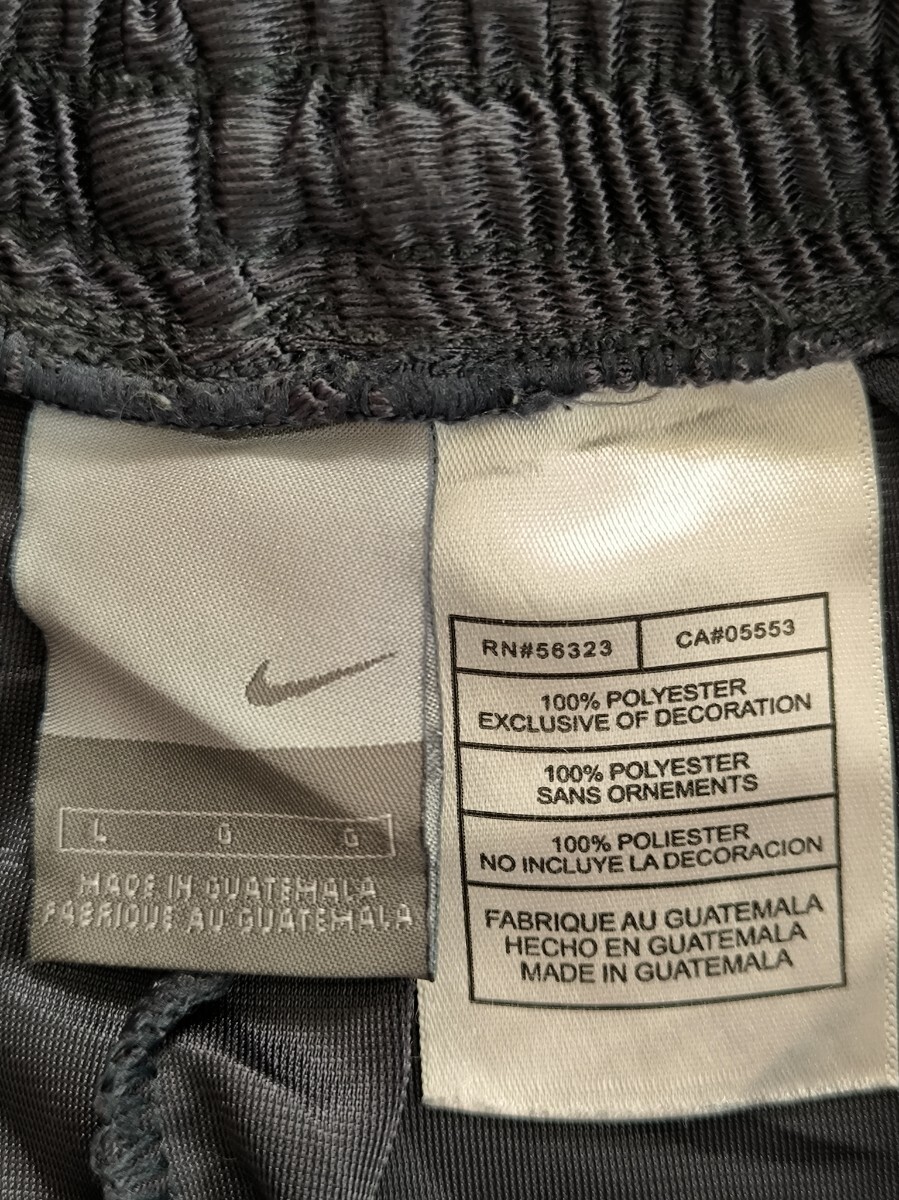 L G G
MADE IN GUATEMALA
FABRIQUE AU GUATEMALA
RN#56323 CA#05553
100% POLYESTER
EXCLUSIVE OF DECORATION
100% POLYESTER
SANS ORNEMENTS
100% POLIESTER
NO INCLUYE LA DECORACION
FABRIQUE AU GUATEMALA
HECHO EN GUATEMALA
MADE IN GUATEMALA